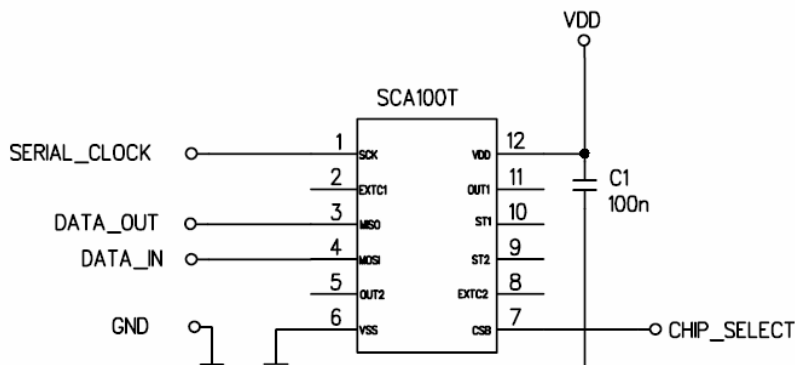 VDD
SCA100T
SERIAL_CLOCK 1 SCK VDD 12
2 EXTC1 OUT1 11 C1
100n
DATA_OUT 3 MISO ST1 10
DATA_IN 4 MOSI ST2 9
5 OUT2 EXTC2 8
GND 6 VSS CSB 7 CHIP_SELECT